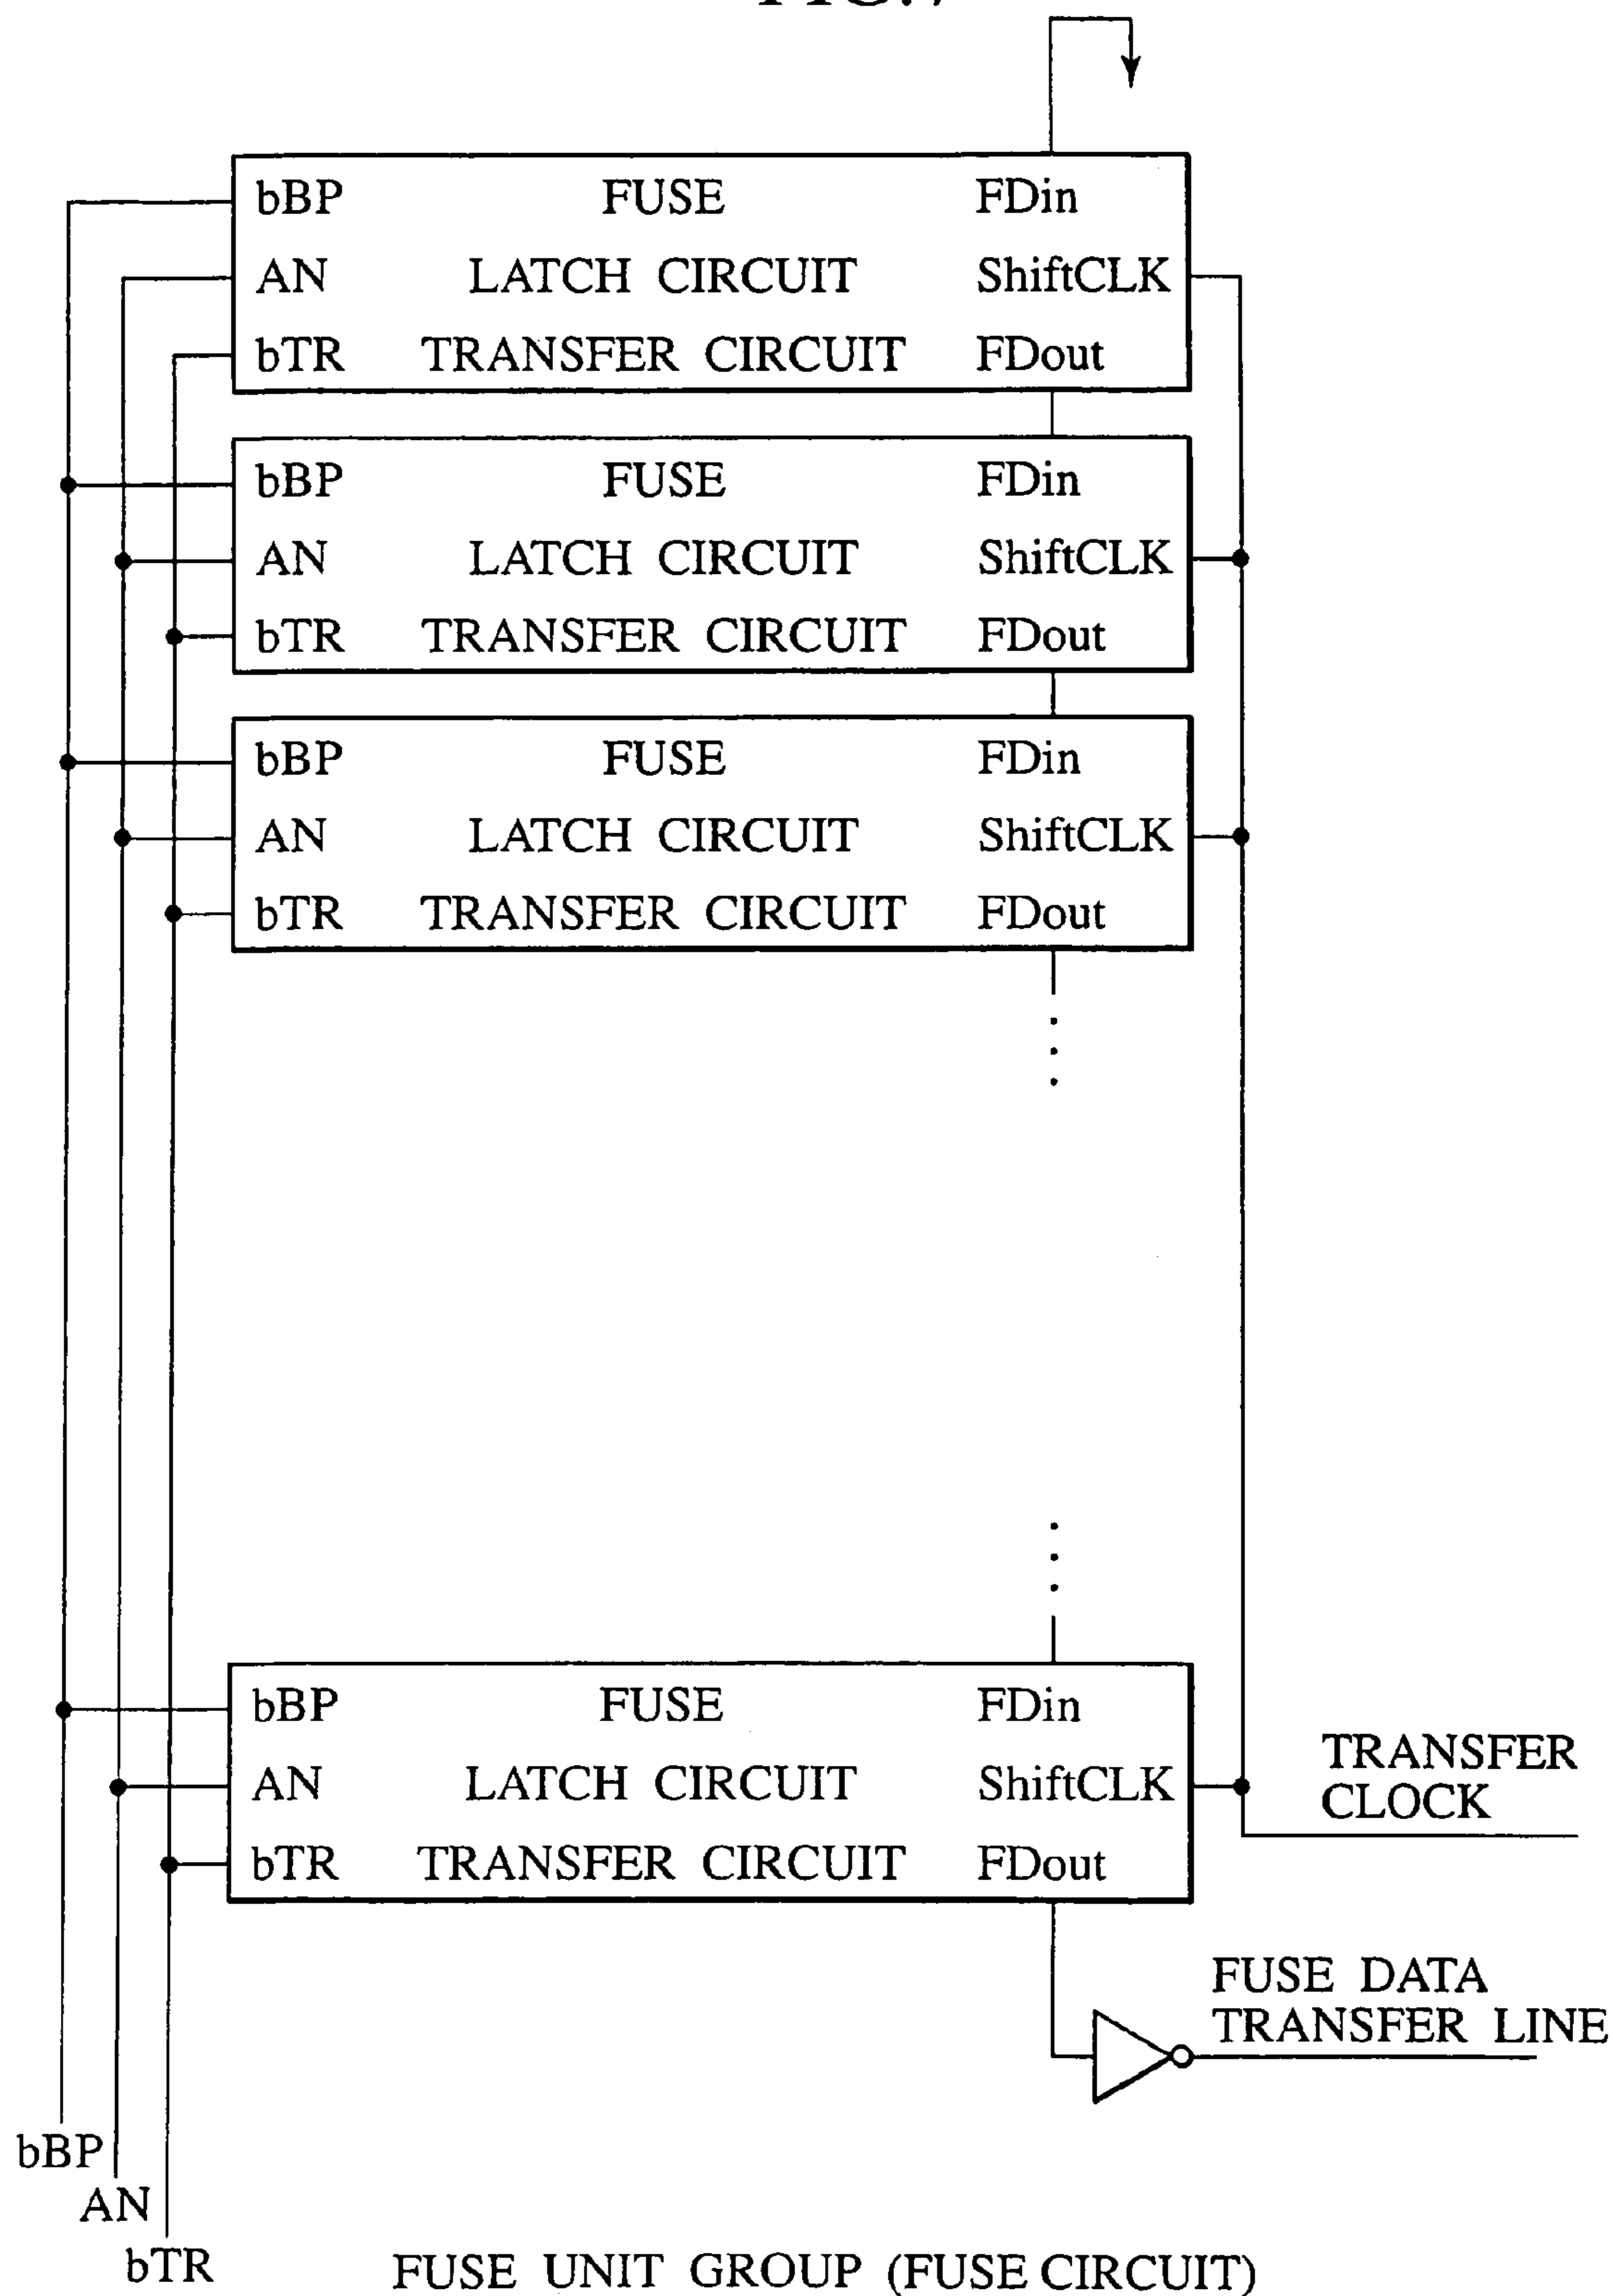 bBP FUSE FDin
AN LATCH CIRCUIT ShiftCLK
bTR TRANSFER CIRCUIT FDout
bBP FUSE FDin
AN LATCH CIRCUIT ShiftCLK
bTR TRANSFER CIRCUIT FDout
bBP FUSE FDin
AN LATCH CIRCUIT ShiftCLK
bTR TRANSFER CIRCUIT FDout
bBP FUSE FDin
AN LATCH CIRCUIT ShiftCLK
bTR TRANSFER CIRCUIT FDout
TRANSFER
CLOCK
FUSE DATA
TRANSFER LINE
bBP
AN
bTR
FUSE UNIT GROUP (FUSE CIRCUIT)